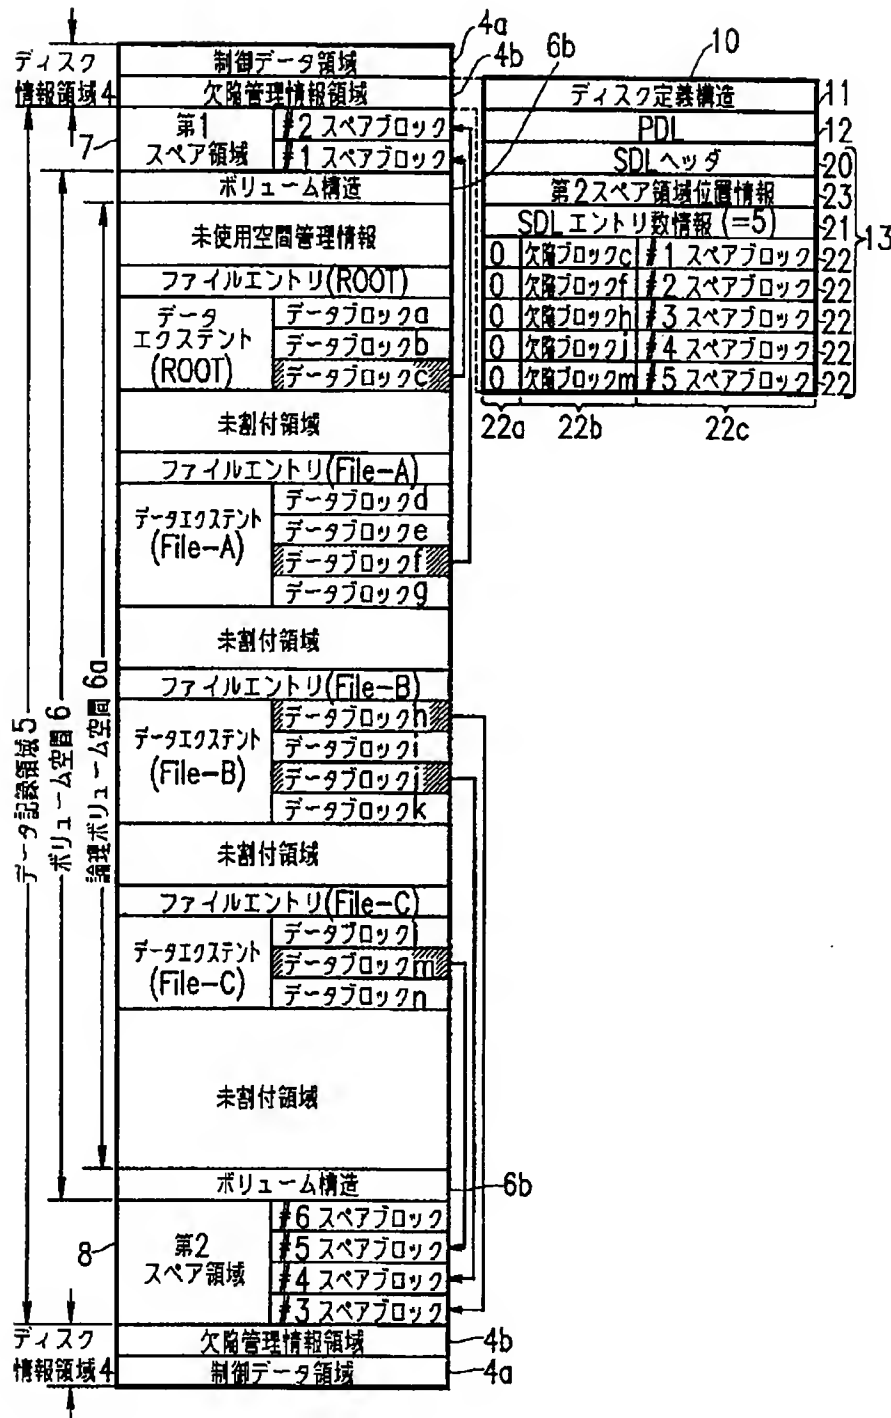 ディスク
情報領域4
制御データ領域
4a
欠陥管理情報領域
4b
6b
7
第1
スペア領域
#2 スペアブロック
#1 スペアブロック
ボリューム構造
未使用空間管理情報
ファイルエントリ(ROOT)
データ
エクステント
(ROOT)
データブロックa
データブロックb
データブロックc
未割付領域
ファイルエントリ(File-A)
データエクステント
(File-A)
データブロックd
データブロックe
データブロックf
データブロックg
未割付領域
ファイルエントリ(File-B)
データエクステント
(File-B)
データブロックh
データブロックi
データブロックj
データブロックk
未割付領域
ファイルエントリ(File-C)
データエクステント
(File-C)
データブロックl
データブロックm
データブロックn
未割付領域
ボリューム構造
6b
8
第2
スペア領域
#6 スペアブロック
#5 スペアブロック
#4 スペアブロック
#3 スペアブロック
ディスク
情報領域4
欠陥管理情報領域
4b
制御データ領域
4a
データ記録領域5
ボリューム空間6
論理ボリューム空間6a
10
ディスク定義構造 11
PDL 12
SDLヘッダ 20
第2スペア領域位置情報 23
SDLエントリ数情報(=5) 21
13
0 欠陥ブロックc #1 スペアブロック 22
0 欠陥ブロックf #2 スペアブロック 22
0 欠陥ブロックh #3 スペアブロック 22
0 欠陥ブロックj #4 スペアブロック 22
0 欠陥ブロックm #5 スペアブロック 22
22a 22b 22c